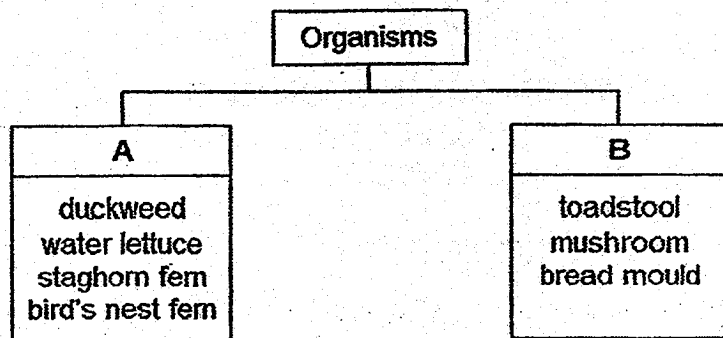 Organisms
A
duckweed
water lettuce
staghorn fern
bird's nest fern
B
toadstool
mushroom
bread mould